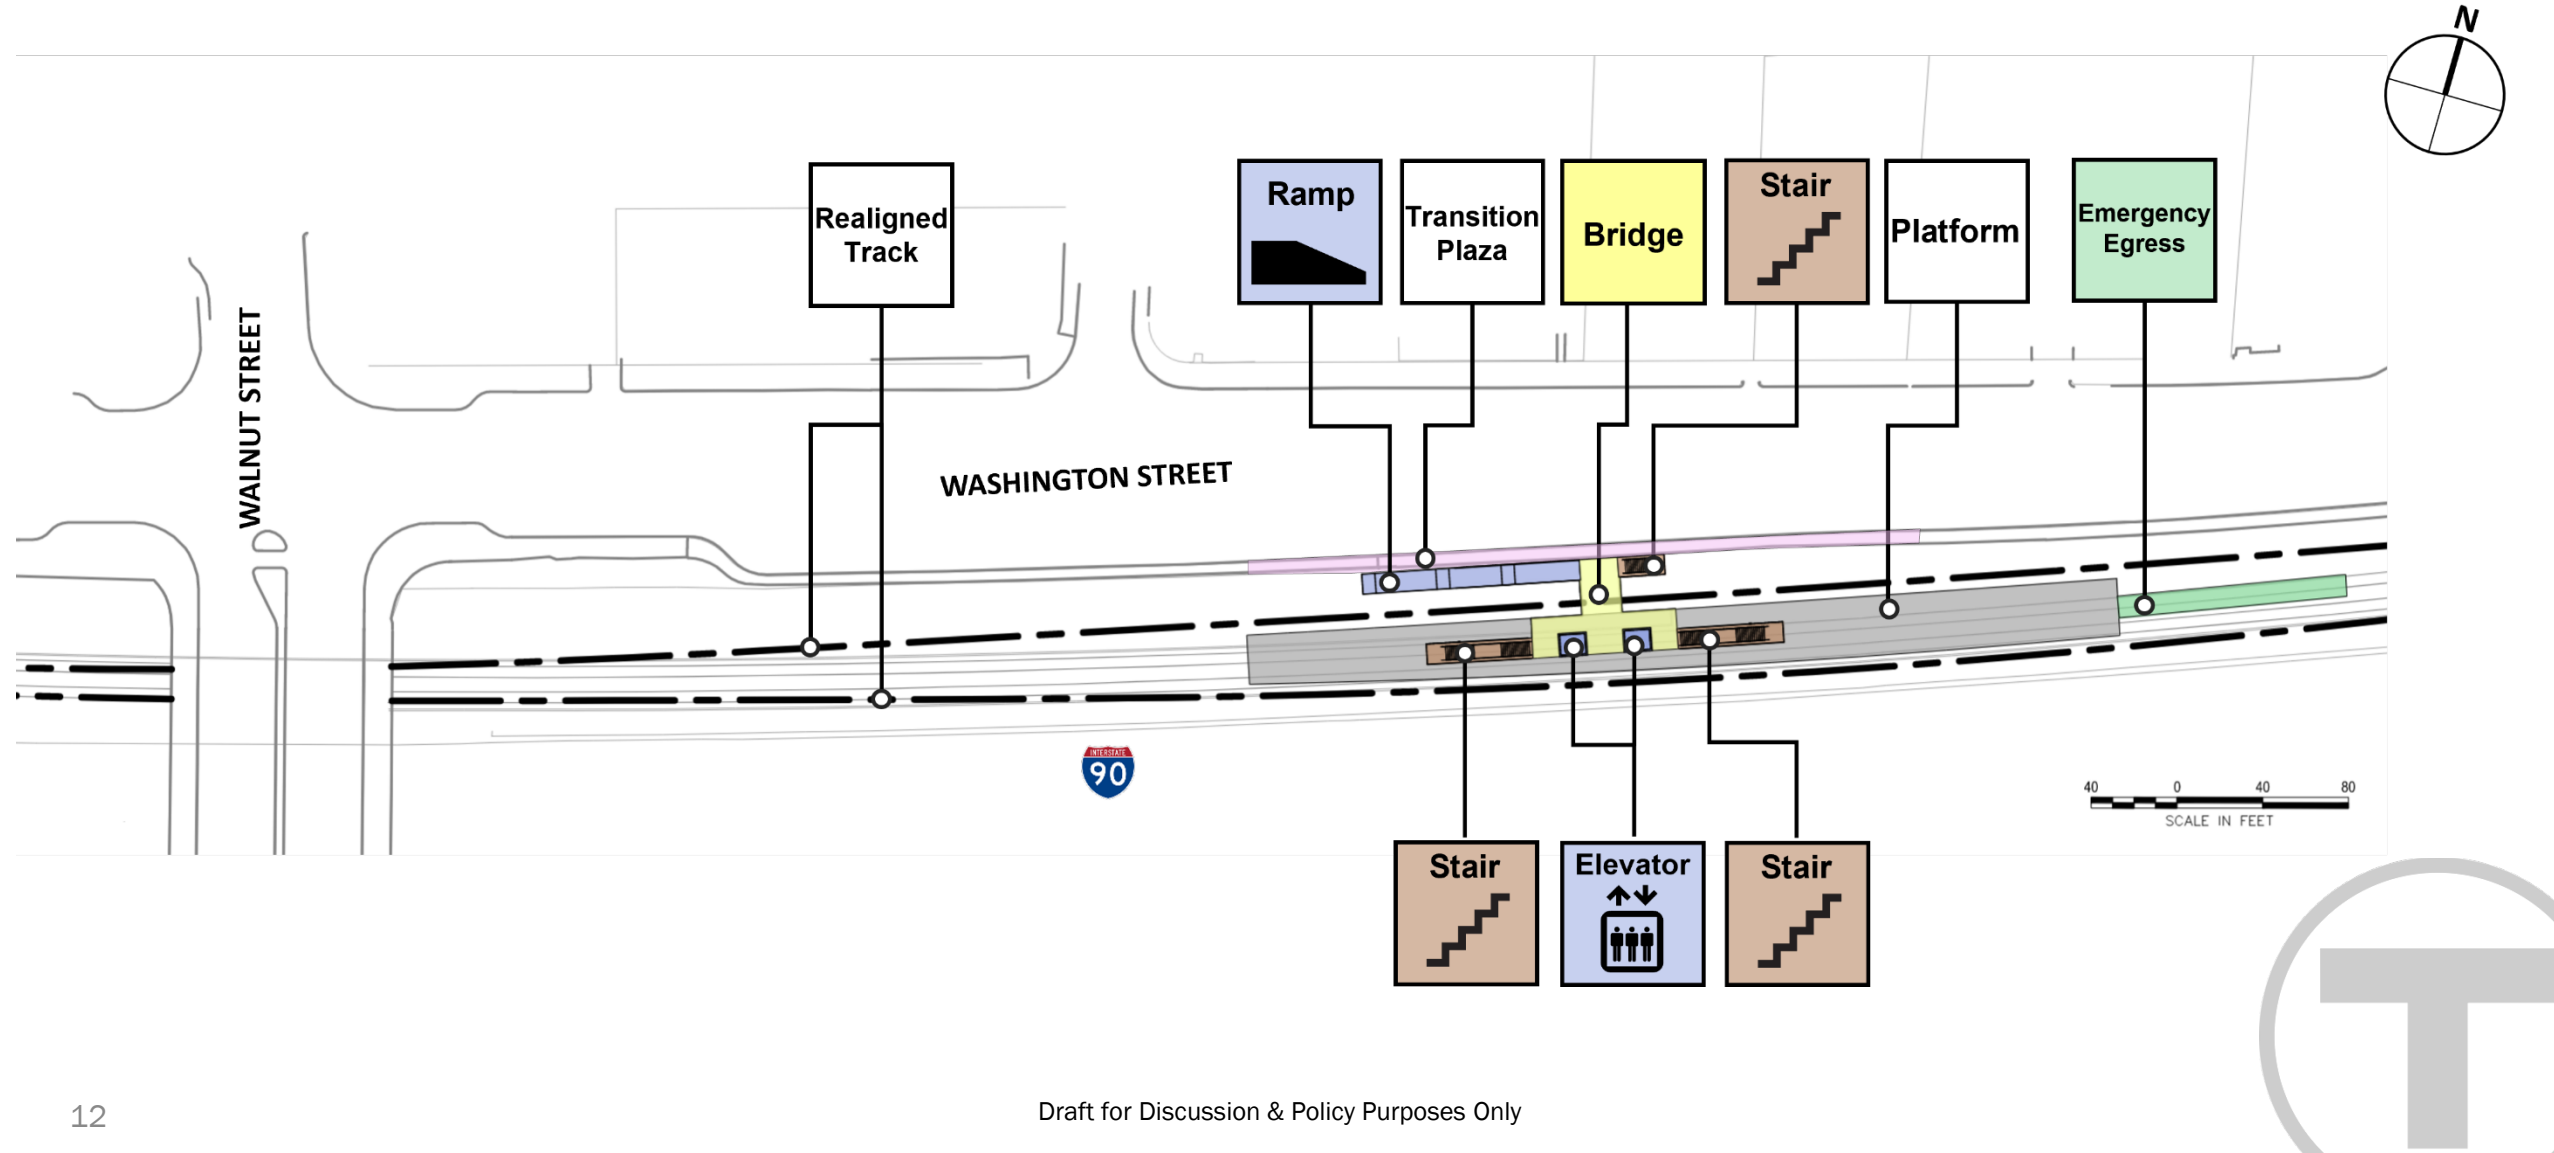 N
Realigned
Track
Ramp
Transition
Plaza
Bridge
Stair
Platform
Emergency
Egress
WALNUT STREET
WASHINGTON STREET
INTERSTATE
90
40 0 40 80
SCALE IN FEET
Stair
Elevator
Stair
T
12
Draft for Discussion & Policy Purposes Only